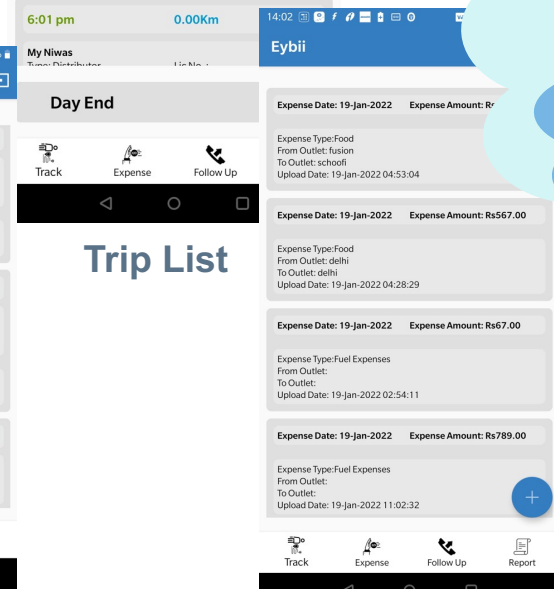 6:01 pm 0.00Km
My Niwas
Type: Distributor Lic No. :
Day End
Track Expense Follow Up
Trip List
14:02
Eybii
Expense Date: 19-Jan-2022 Expense Amount:
Expense Type:Food
From Outlet: fusion
To Outlet: schoofi
Upload Date: 19-Jan-2022 04:53:04
Expense Date: 19-Jan-2022 Expense Amount: Rs567.00
Expense Type:Food
From Outlet: delhi
To Outlet: delhi
Upload Date: 19-Jan-2022 04:28:29
Expense Date: 19-Jan-2022 Expense Amount: Rs67.00
Expense Type:Fuel Expenses
From Outlet:
To Outlet:
Upload Date: 19-Jan-2022 02:54:11
Expense Date: 19-Jan-2022 Expense Amount: Rs789.00
Expense Type:Fuel Expenses
From Outlet:
To Outlet:
Upload Date: 19-Jan-2022 11:02:32
Track Expense Follow Up Report